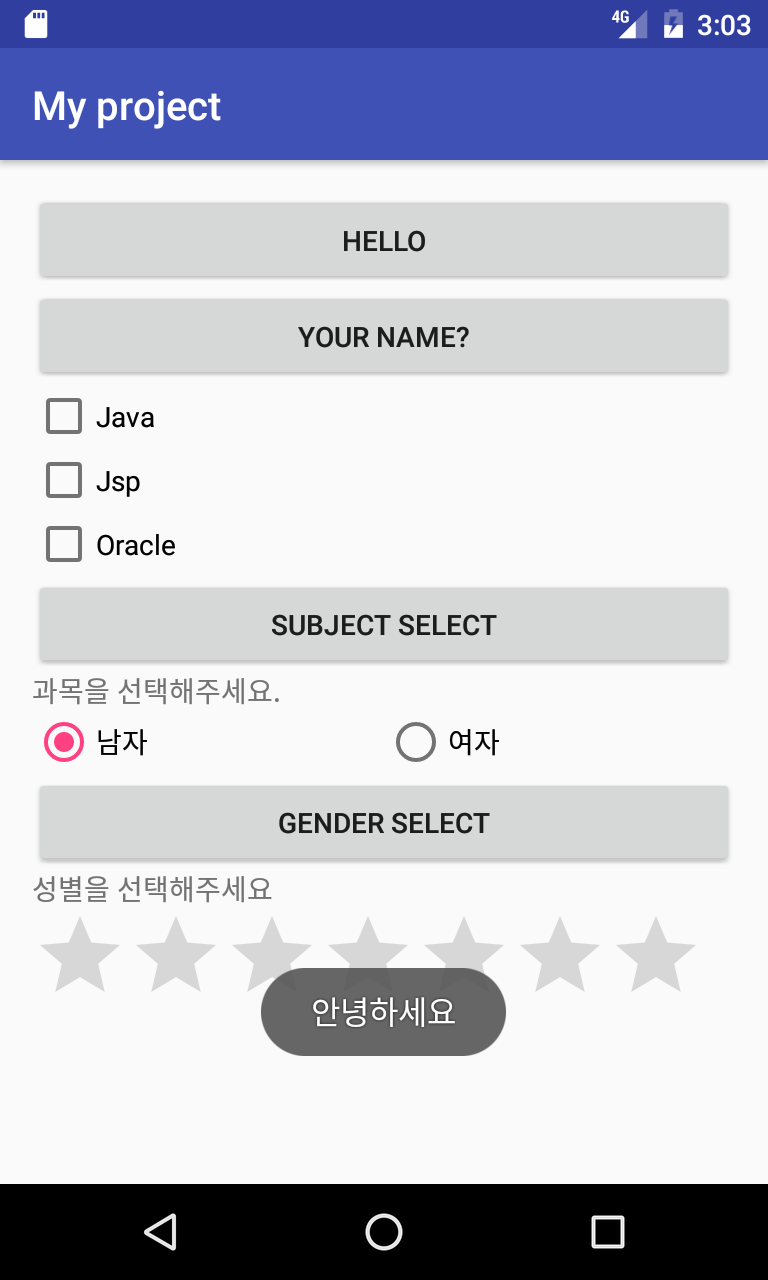 4G 3:03
My project
HELLO
YOUR NAME?
Java
Jsp
Oracle
SUBJECT SELECT
과목을 선택해주세요.
남자 여자
GENDER SELECT
성별을 선택해주세요
안녕하세요